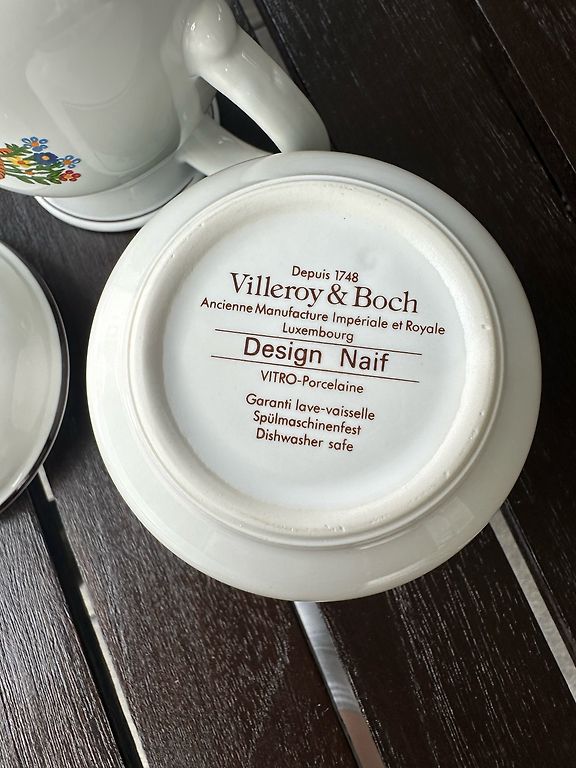 Depuis 1748
Villeroy & Boch
Ancienne Manufacture Impériale et Royale
Luxembourg
Design Naif
VITRO-Porcelaine
Garanti lave-vaisselle
Spülmaschinenfest
Dishwasher safe